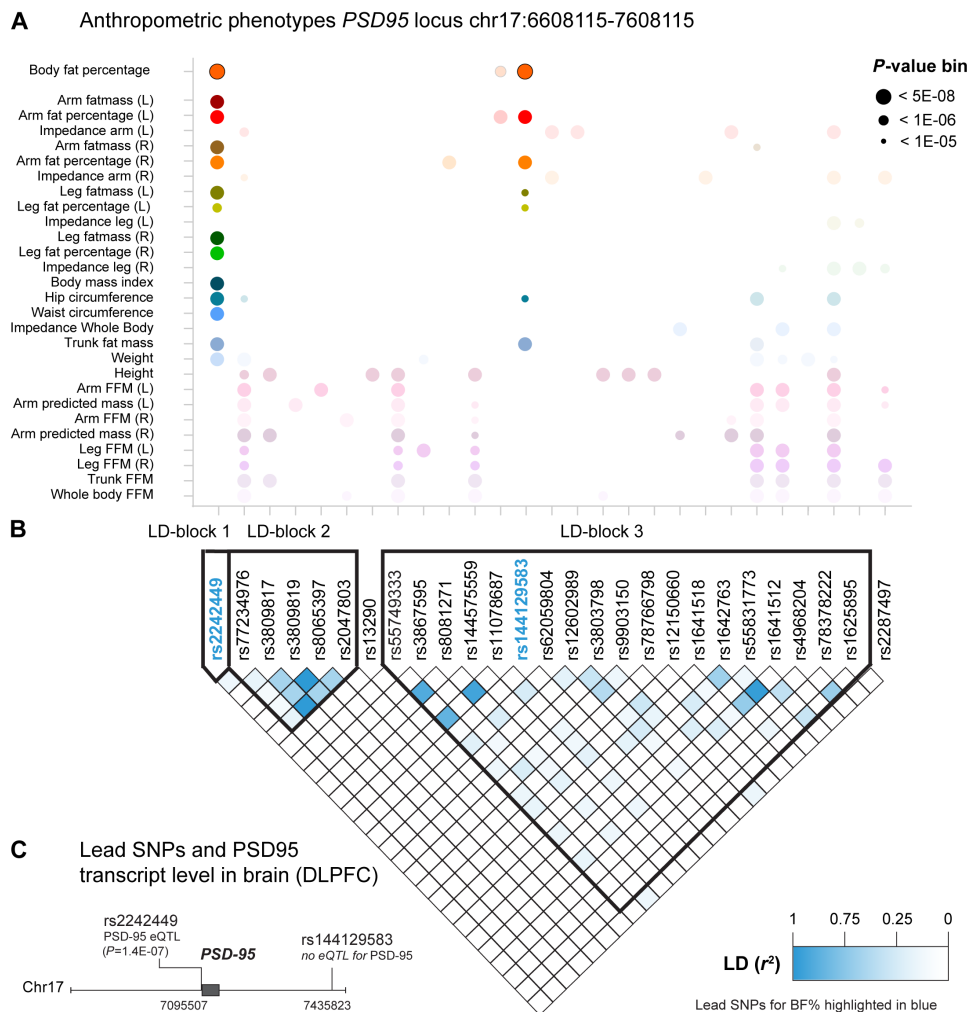 A Anthropometric phenotypes PSD95 locus chr17:6608115-7608115
Body fat percentage
Arm fatmass (L)
Arm fat percentage (L)
Impedance arm (L)
Arm fatmass (R)
Arm fat percentage (R)
Impedance arm (R)
Leg fatmass (L)
Leg fat percentage (L)
Impedance leg (L)
Leg fatmass (R)
Leg fat percentage (R)
Impedance leg (R)
Body mass index
Hip circumference
Waist circumference
Impedance Whole Body
Trunk fat mass
Weight
Height
Arm FFM (L)
Arm predicted mass (L)
Arm FFM (R)
Arm predicted mass (R)
Leg FFM (L)
Leg FFM (R)
Trunk FFM
Whole body FFM
P-value bin
< 5E-08
< 1E-06
< 1E-05
B
LD-block 1 LD-block 2 LD-block 3
rs2242449
rs77234976
rs3809817
rs3809819
rs8065397
rs2047803
rs13290
rs55749333
rs3867595
rs8081271
rs144575559
rs11078687
rs144129583
rs62059804
rs12602989
rs3803798
rs9903150
rs78766798
rs12150660
rs1641518
rs1642763
rs55831773
rs1641512
rs4968204
rs78378222
rs1625895
rs2287497
C Lead SNPs and PSD95
transcript level in brain (DLPFC)
rs2242449
PSD-95 eQTL
(P=1.4E-07)
PSD-95
rs144129583
no eQTL for PSD-95
Chr17
7095507
7435823
1 0.75 0.25 0
LD (r²)
Lead SNPs for BF% highlighted in blue